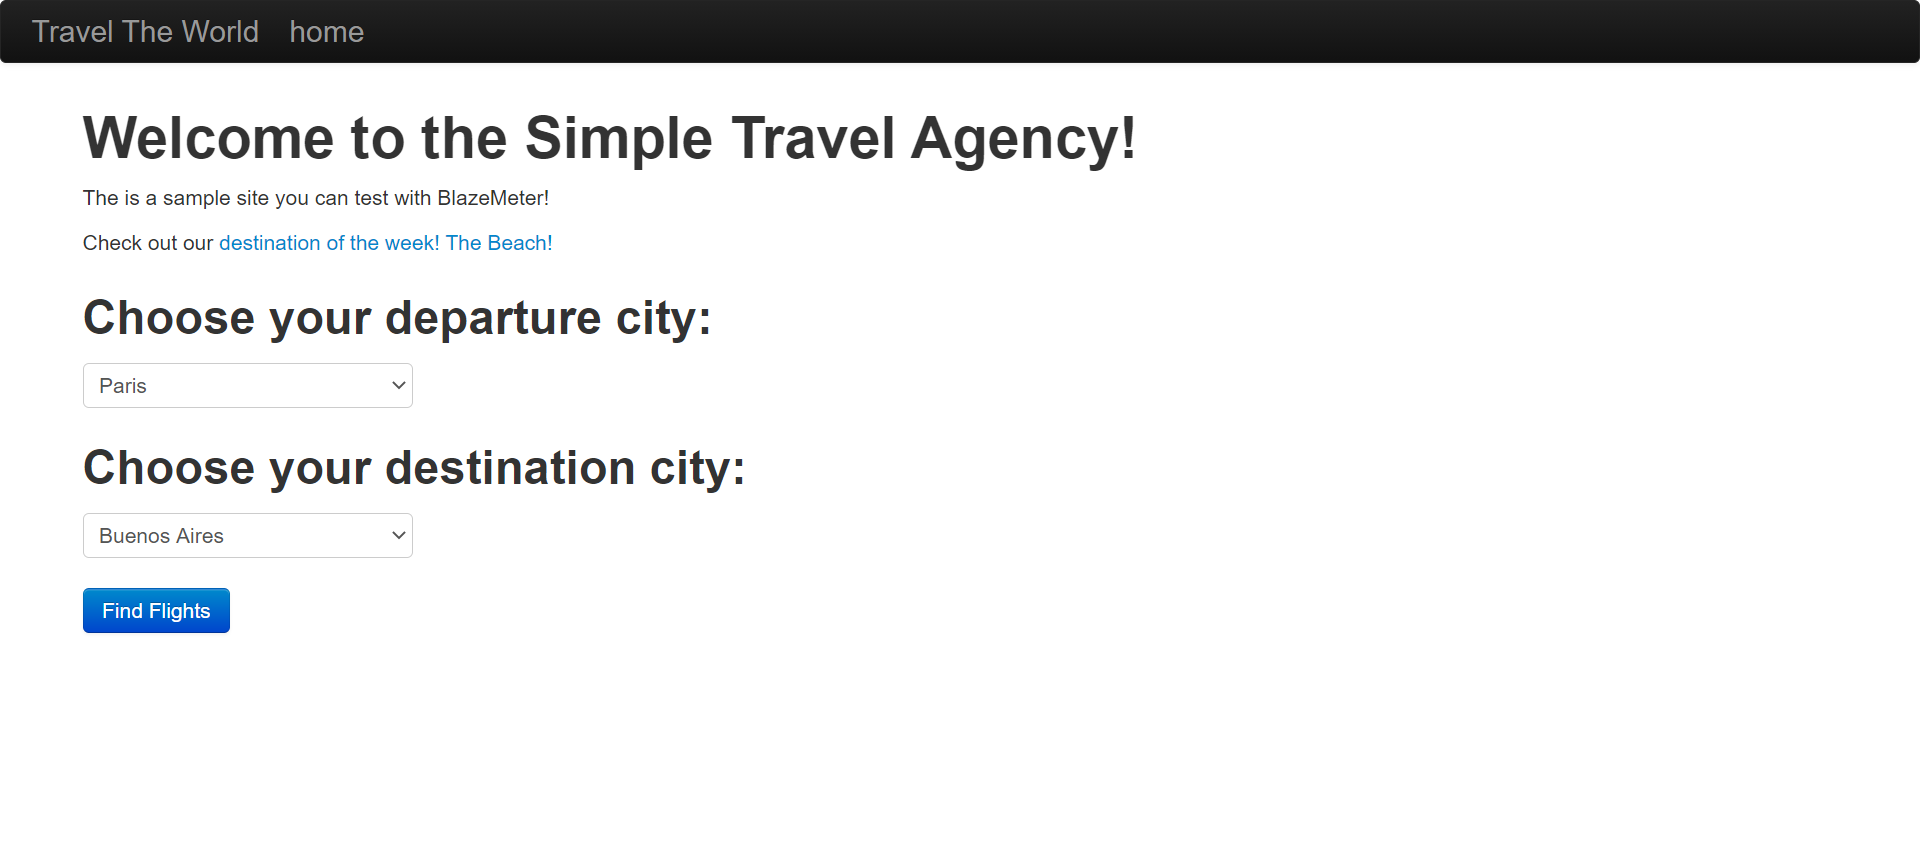 Travel The World home
Welcome to the Simple Travel Agency!
The is a sample site you can test with BlazeMeter!
Check out our destination of the week! The Beach!
Choose your departure city:
Paris
Choose your destination city:
Buenos Aires
Find Flights